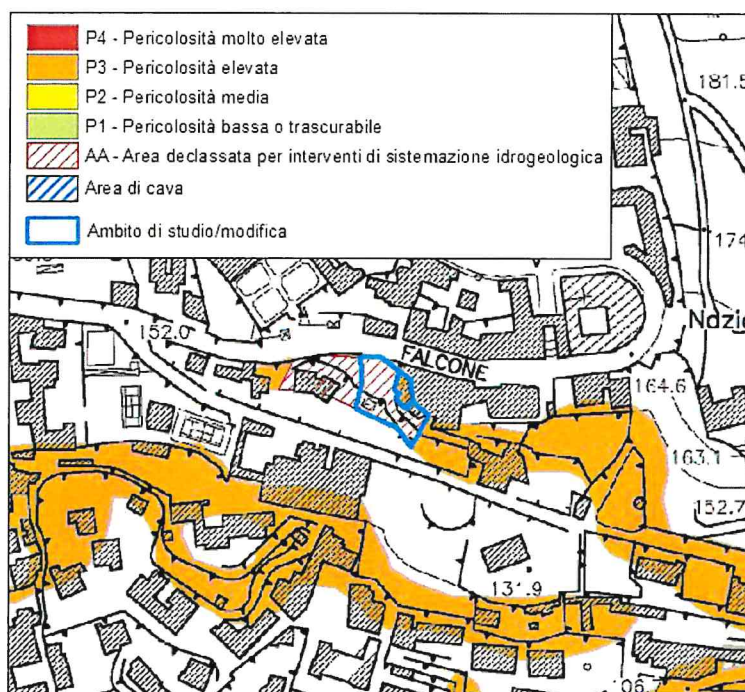 P4 - Pericolosità molto elevata
P3 - Pericolosità elevata
P2 - Pericolosità media
P1 - Pericolosità bassa o trascurabile
AA - Area declassata per interventi di sistemazione idrogeologica
Area di cava
Ambito di studio/modifica
181.5
174
152.0
FALCONE
Nazio
164.6
163.1
152.7
131.9